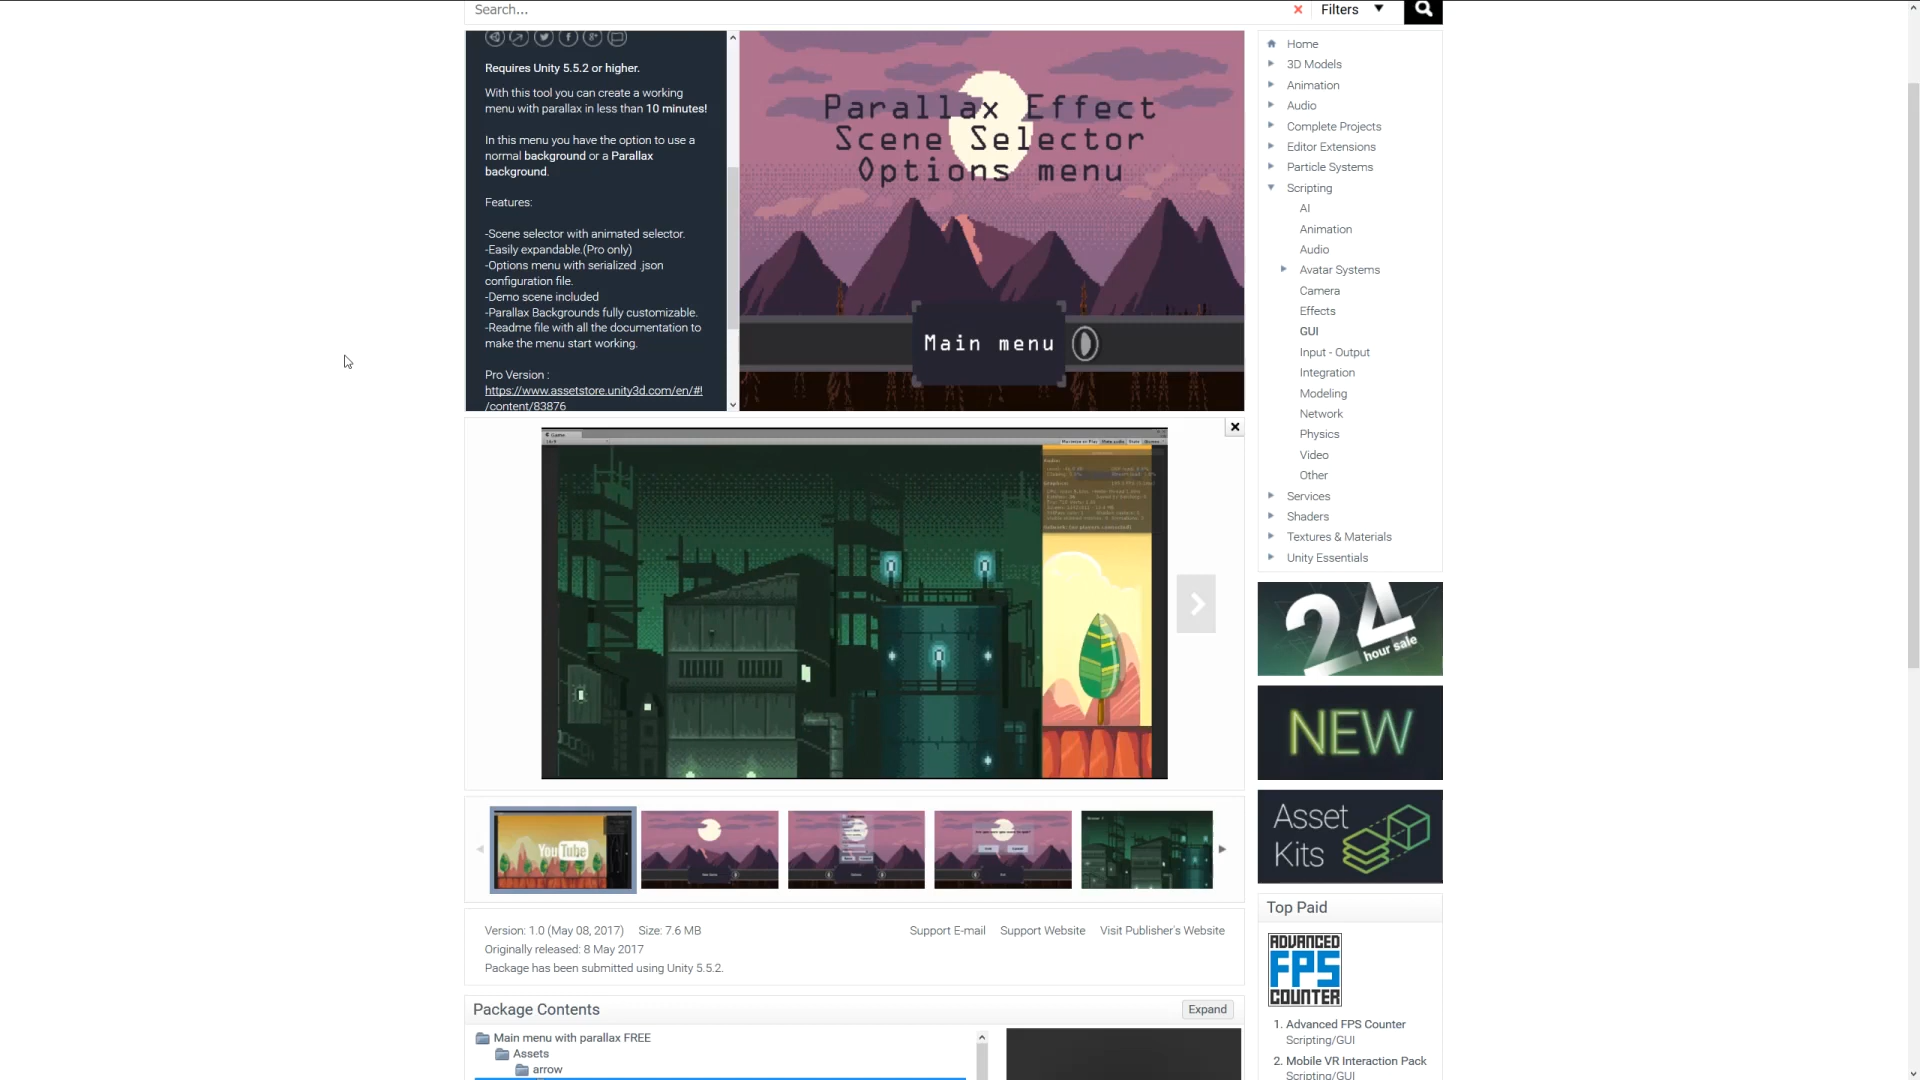 Search...
Filters
Requires Unity 5.5.2 or higher.
With this tool you can create a working
menu with parallax in less than 10 minutes!
In this menu you have the option to use a
normal background or a Parallax
background.
Features:
-Scene selector with animated selector.
-Easily expandable.(Pro only)
-Options menu with serialized .json
configuration file.
-Demo scene included
-Parallax Backgrounds fully customizable.
-Readme file with all the documentation to
make the menu start working.
Pro Version :
https://www.assetstore.unity3d.com/en/#!
/content/83876
Parallax Effect
Scene Selector
Options menu
Main menu
YouTube
Version: 1.0 (May 08, 2017) Size: 7.6 MB
Originally released: 8 May 2017
Package has been submitted using Unity 5.5.2.
Support E-mail Support Website Visit Publisher's Website
Package Contents
Expand
Main menu with parallax FREE
Assets
arrow
Home
3D Models
Animation
Audio
Complete Projects
Editor Extensions
Particle Systems
Scripting
AI
Animation
Audio
Avatar Systems
Camera
Effects
GUI
Input - Output
Integration
Modeling
Network
Physics
Video
Other
Services
Shaders
Textures & Materials
Unity Essentials
24
hour sale
NEW
Asset
Kits
Top Paid
ADVANCED
FPS
COUNTER
1. Advanced FPS Counter
Scripting/GUI
2. Mobile VR Interaction Pack
Scripting/GUI